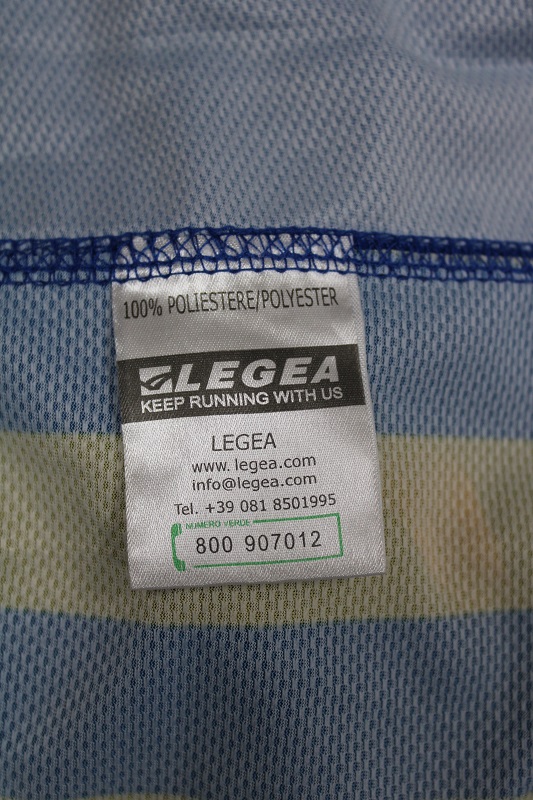 100% POLIESTERE/POLYESTER
LEGEA
KEEP RUNNING WITH US
LEGEA
www.legea.com
info@legea.com
Tel. +39 081 8501995
NUMERO VERDE
800 907012